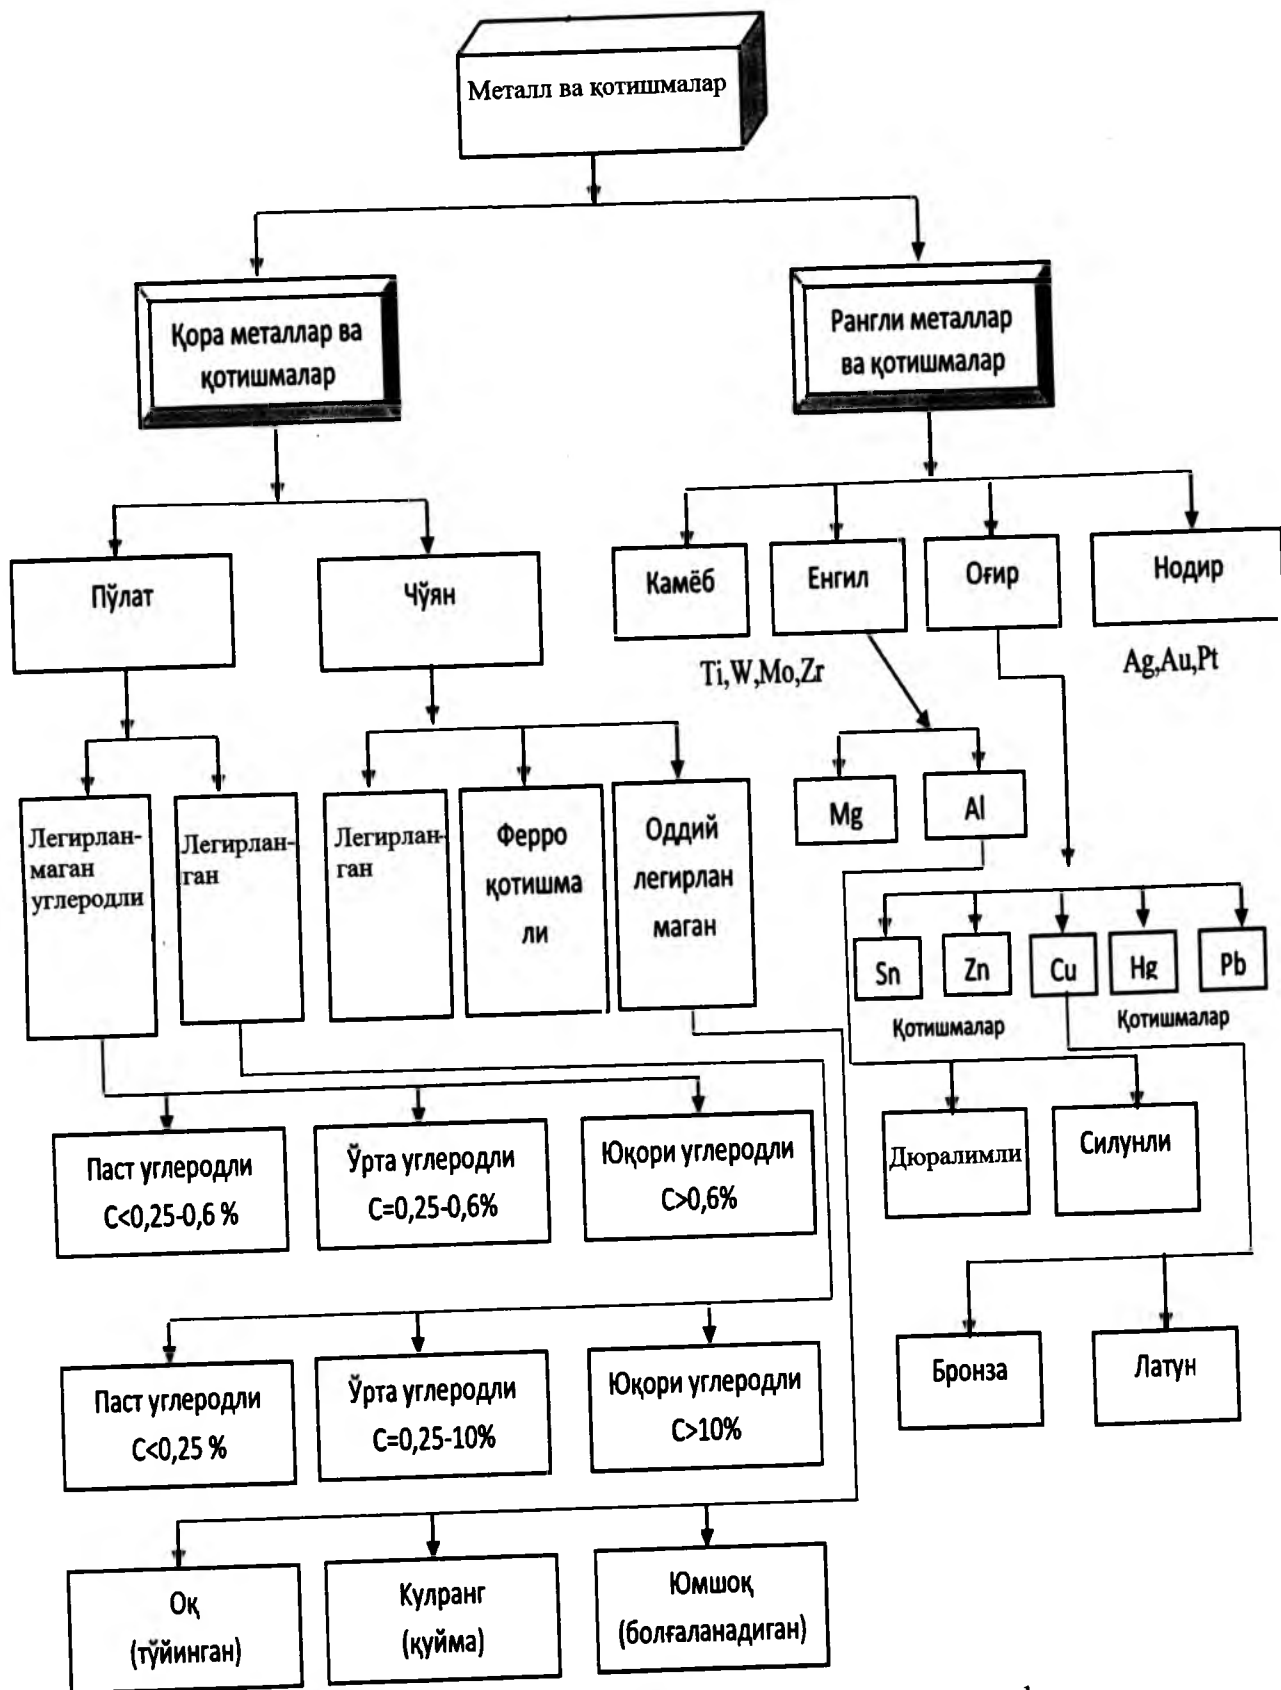 Металл ва қотишмалар
Қора металлар ва
қотишмалар
Рангли металлар
ва қотишмалар
Пўлат
Чўян
Камёб
Енгил
Оғир
Нодир
Ti,W,Mo,Zr
Ag,Au,Pt
Легирлан-
маган
углеродли
Легирлан-
ган
Легирлан-
ган
Ферро
қотишма
ли
Оддий
легирлан
маган
Mg
Al
Sn
Zn
Cu
Hg
Pb
Қотишмалар
Қотишмалар
Паст углеродли
C<0,25-0,6 %
Ўрта углеродли
C=0,25-0,6%
Юқори углеродли
C>0,6%
Дюралимли
Силунли
Паст углеродли
C<0,25 %
Ўрта углеродли
C=0,25-10%
Юқори углеродли
C>10%
Бронза
Латун
Оқ
(тўйинган)
Кулранг
(қуйма)
Юмшоқ
(болғаланадиган)